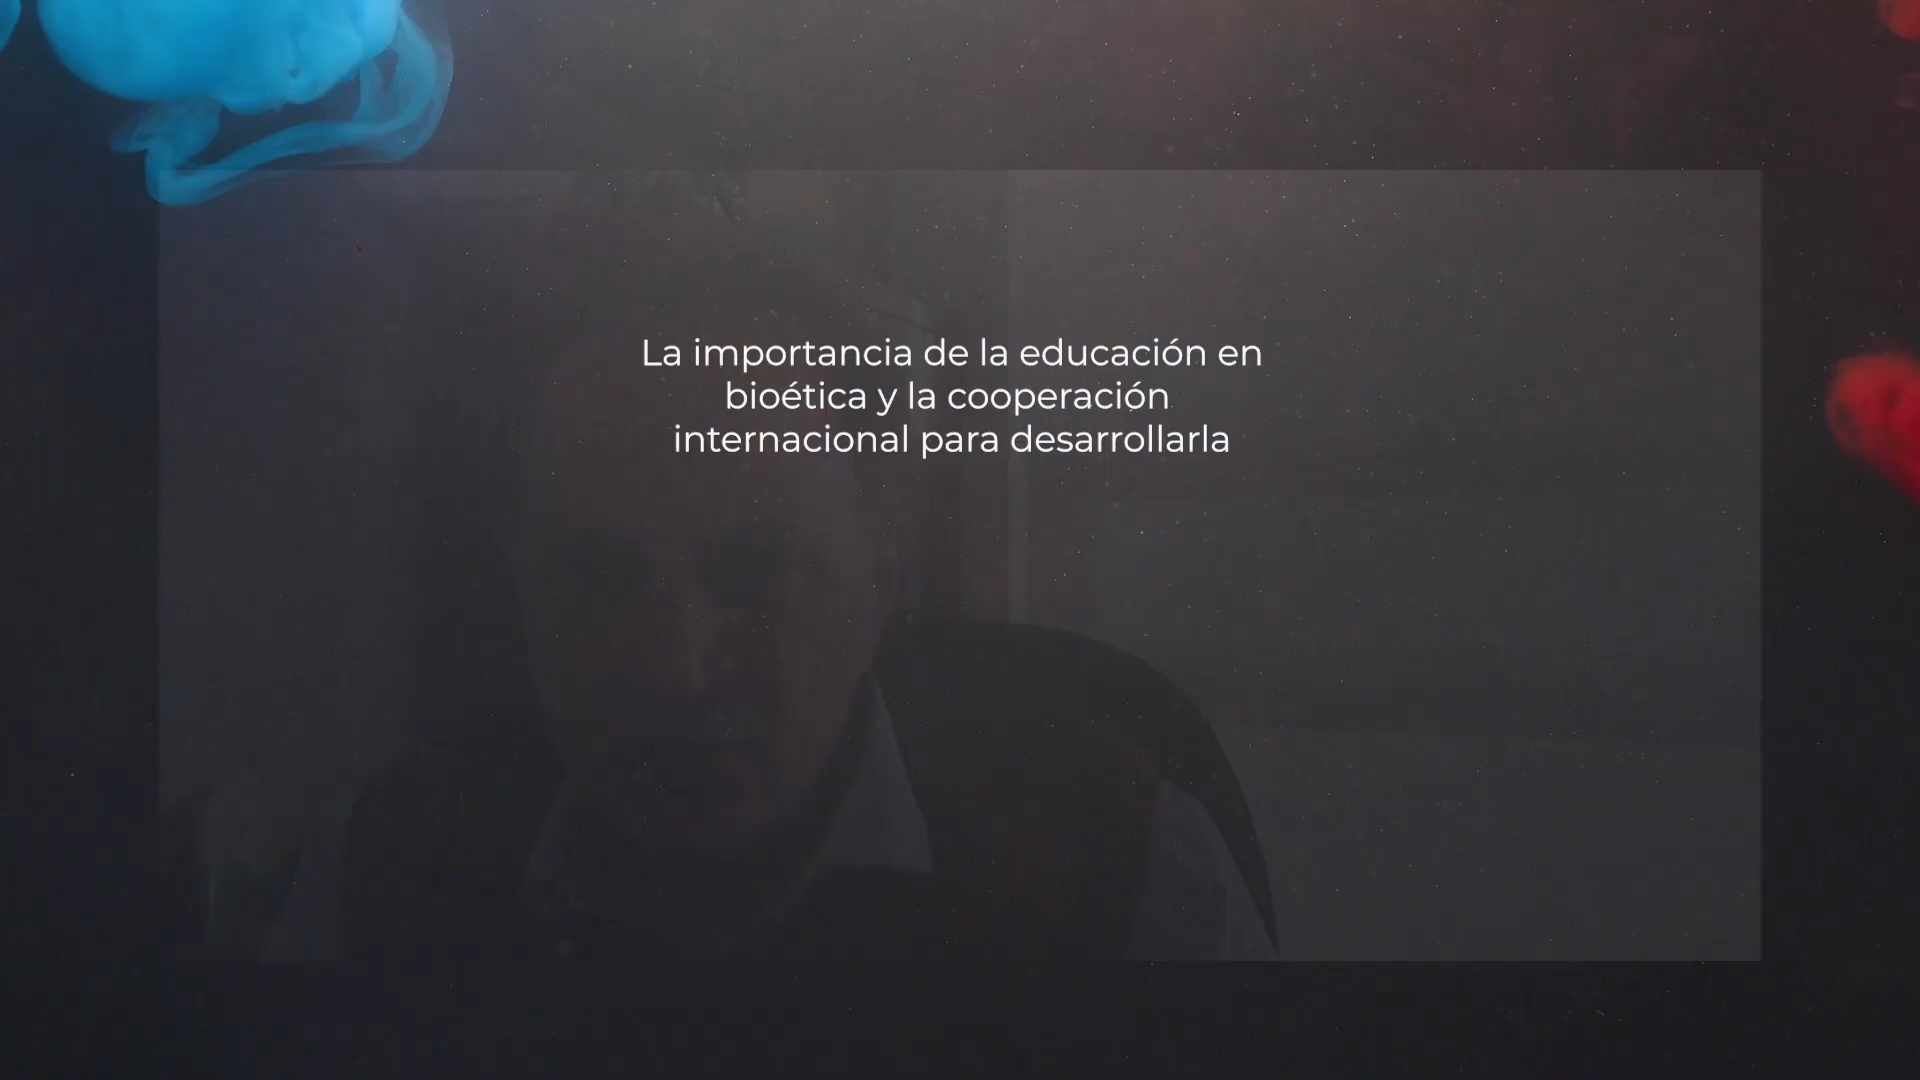 La importancia de la educación en
bioética y la cooperación
internacional para desarrollarla